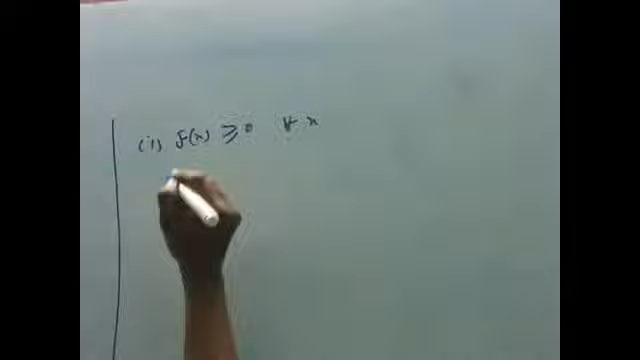 (i) f(x) ≥ 0 ∀ x